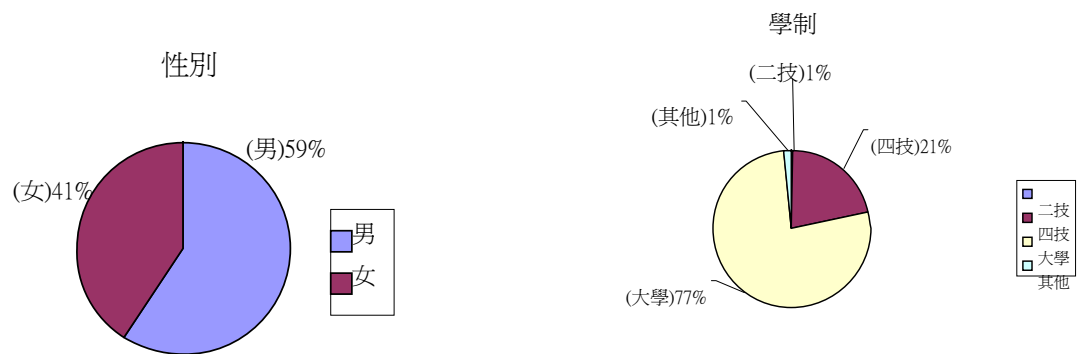 性別
(男)59%
(女)41%
男
女
學制
(二技)1%
(其他)1%
(四技)21%
(大學)77%
二技
四技
大學
其他